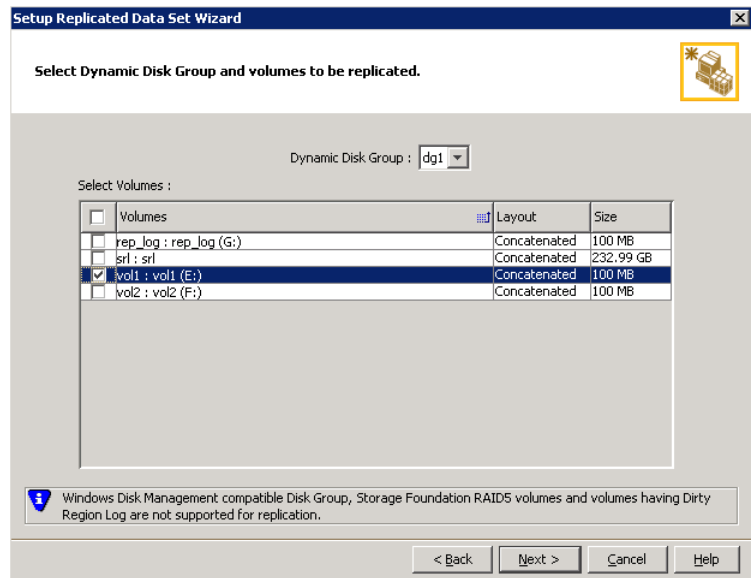 Setup Replicated Data Set Wizard
Select Dynamic Disk Group and volumes to be replicated.
Dynamic Disk Group : dg1
Select Volumes :
Volumes Layout Size
rep_log : rep_log (G:) Concatenated 100 MB
srl : srl Concatenated 232.99 GB
vol1 : vol1 (E:) Concatenated 100 MB
vol2 : vol2 (F:) Concatenated 100 MB
Windows Disk Management compatible Disk Group, Storage Foundation RAID5 volumes and volumes having Dirty
Region Log are not supported for replication.
< Back Next > Cancel Help